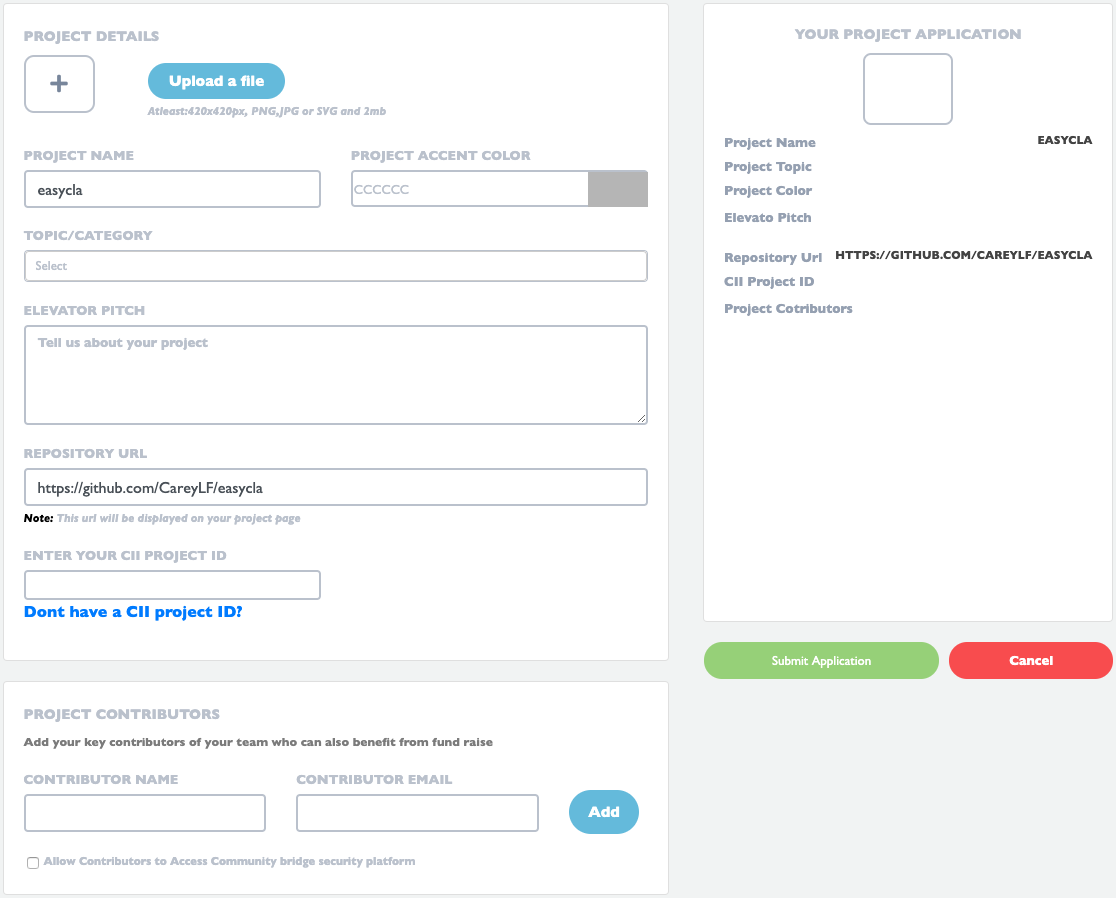 PROJECT DETAILS
+
Upload a file
Atleast:420x420px, PNG,JPG or SVG and 2mb
PROJECT NAME
PROJECT ACCENT COLOR
easycla
CCCCCC
TOPIC/CATEGORY
Select
ELEVATOR PITCH
Tell us about your project
REPOSITORY URL
https://github.com/CareyLF/easycla
Note: This url will be displayed on your project page
ENTER YOUR CII PROJECT ID
Dont have a CII project ID?
PROJECT CONTRIBUTORS
Add your key contributors of your team who can also benefit from fund raise
CONTRIBUTOR NAME
CONTRIBUTOR EMAIL
Add
Allow Contributors to Access Community bridge security platform
YOUR PROJECT APPLICATION
Project Name EASYCLA
Project Topic
Project Color
Elevato Pitch
Repository Url HTTPS://GITHUB.COM/CAREYLF/EASYCLA
CII Project ID
Project Cotributors
Submit Application
Cancel